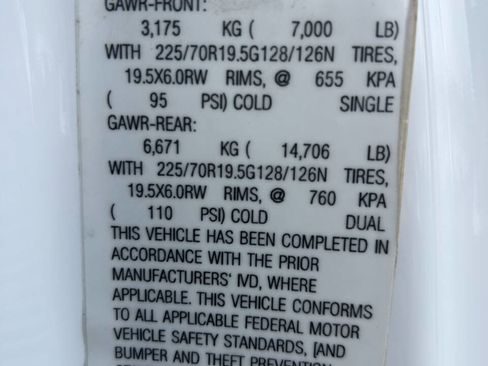 GAWR-FRONT:
3,175 KG ( 7,000 LB)
WITH 225/70R19.5G128/126N TIRES,
19.5X6.0RW RIMS, @ 655 KPA
( 95 PSI) COLD SINGLE
GAWR-REAR:
6,671 KG ( 14,706 LB)
WITH 225/70R19.5G128/126N TIRES,
19.5X6.0RW RIMS, @ 760 KPA
( 110 PSI) COLD DUAL
THIS VEHICLE HAS BEEN COMPLETED IN
ACCORDANCE WITH THE PRIOR
MANUFACTURERS' IVD, WHERE
APPLICABLE. THIS VEHICLE CONFORMS
TO ALL APPLICABLE FEDERAL MOTOR
VEHICLE SAFETY STANDARDS, [AND
BUMPER AND THEFT PREVENTION